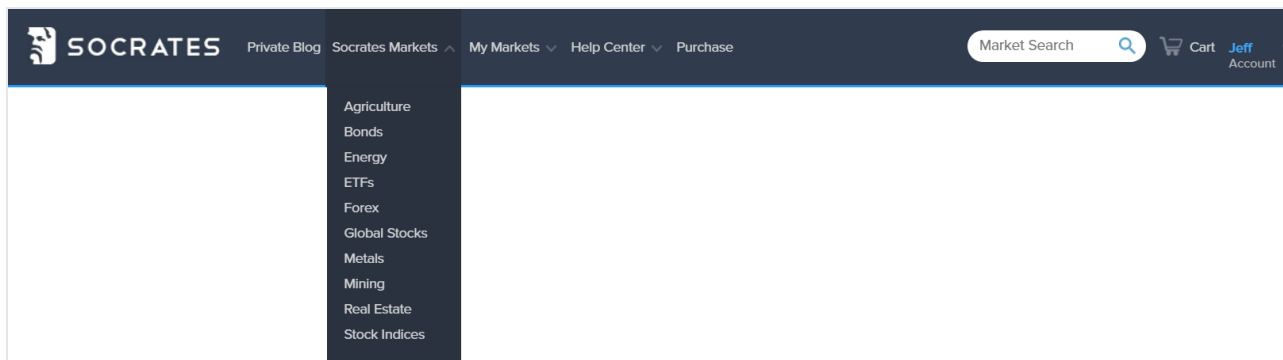 SOCRATES Private Blog Socrates Markets My Markets Help Center Purchase Market Search Cart Jeff
Account
Agriculture
Bonds
Energy
ETFs
Forex
Global Stocks
Metals
Mining
Real Estate
Stock Indices